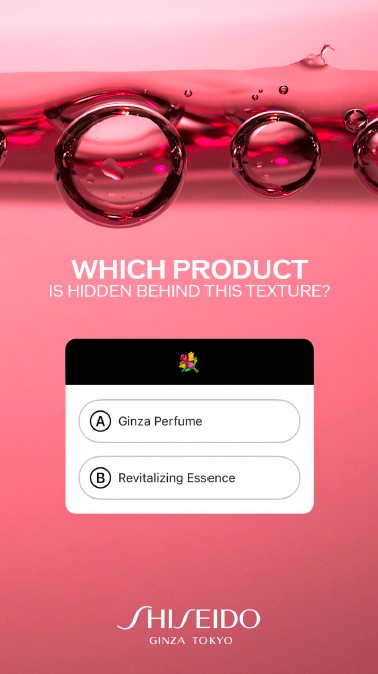 WHICH PRODUCT
IS HIDDEN BEHIND THIS TEXTURE?
A Ginza Perfume
B Revitalizing Essence
SHISEIDO
GINZA TOKYO